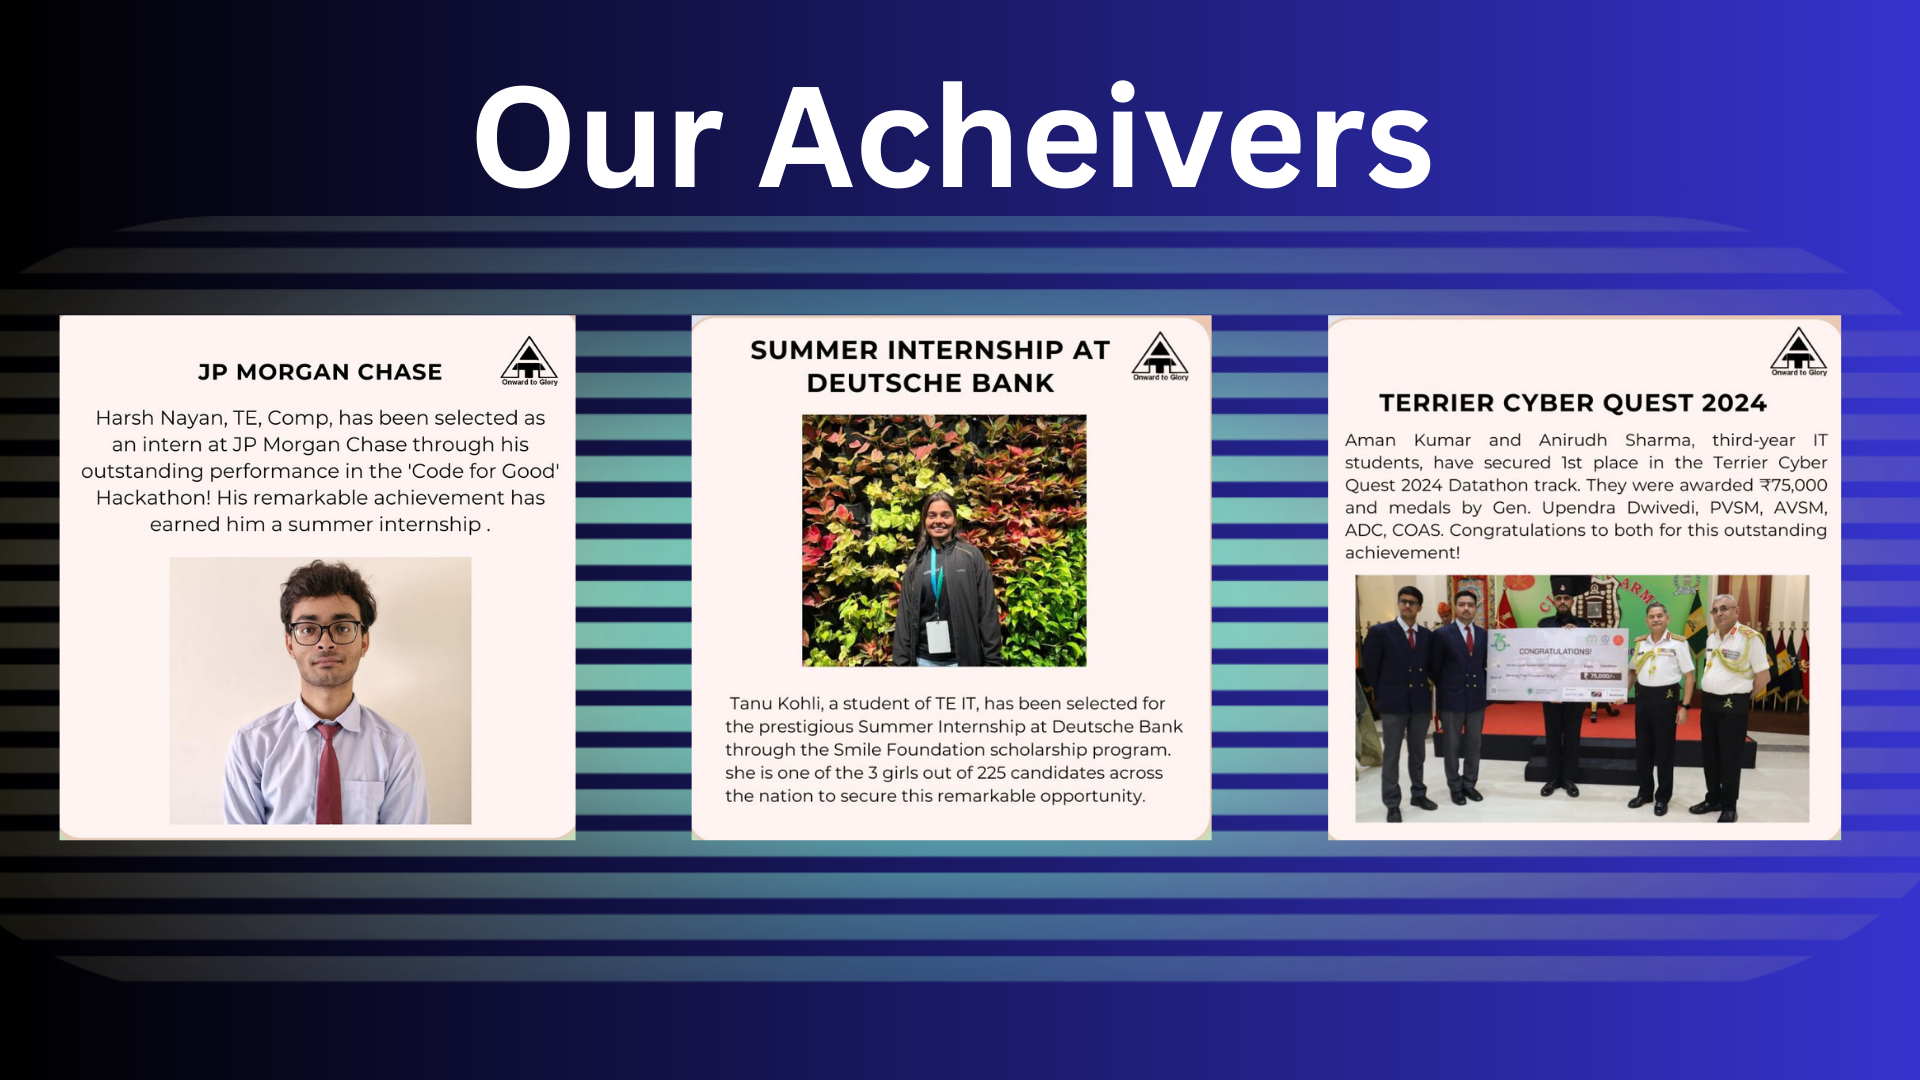 Our Acheivers
JP MORGAN CHASE
Onward to Glory
Harsh Nayan, TE, Comp, has been selected as
an intern at JP Morgan Chase through his
outstanding performance in the 'Code for Good'
Hackathon! His remarkable achievement has
earned him a summer internship .
SUMMER INTERNSHIP AT
DEUTSCHE BANK
Onward to Glory
Tanu Kohli, a student of TE IT, has been selected for
the prestigious Summer Internship at Deutsche Bank
through the Smile Foundation scholarship program.
she is one of the 3 girls out of 225 candidates across
the nation to secure this remarkable opportunity.
Onward to Glory
TERRIER CYBER QUEST 2024
Aman Kumar and Anirudh Sharma, third-year IT
students, have secured 1st place in the Terrier Cyber
Quest 2024 Datathon track. They were awarded ₹75,000
and medals by Gen. Upendra Dwivedi, PVSM, AVSM,
ADC, COAS. Congratulations to both for this outstanding
achievement!
75
CONGRATULATIONS!
₹ 75,000/-